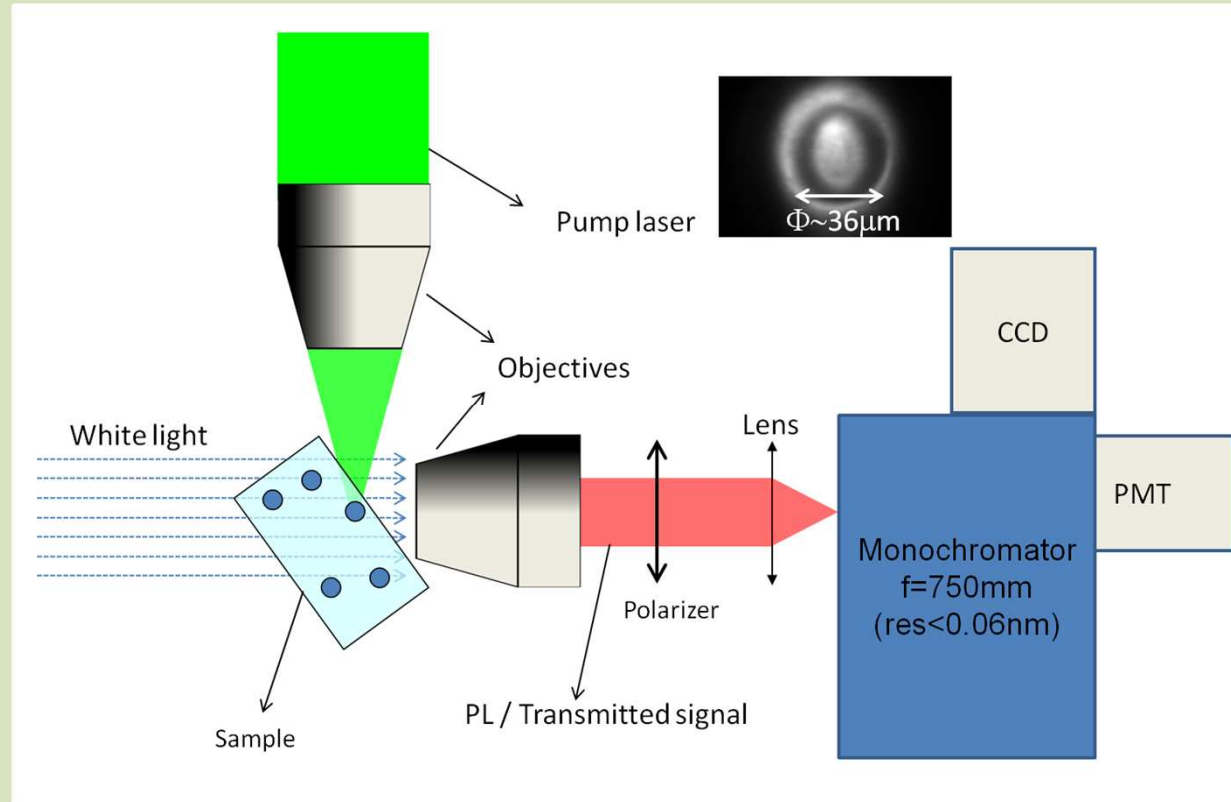 Pump laser
Φ~36μm
Objectives
CCD
White light
Lens
PMT
Monochromator
f=750mm
(res<0.06nm)
Polarizer
PL / Transmitted signal
Sample